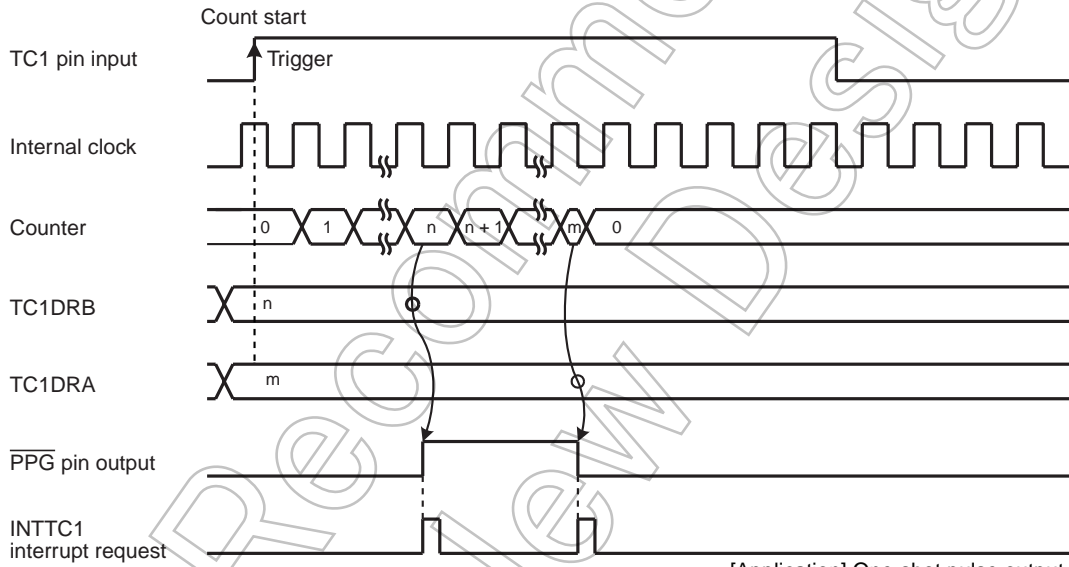 Count start
TC1 pin input
Trigger
Internal clock
Counter
0 1 n n + 1 m 0
TC1DRB
n
TC1DRA
m
PPG pin output
INTTC1
interrupt request
[Application] One-shot pulse output